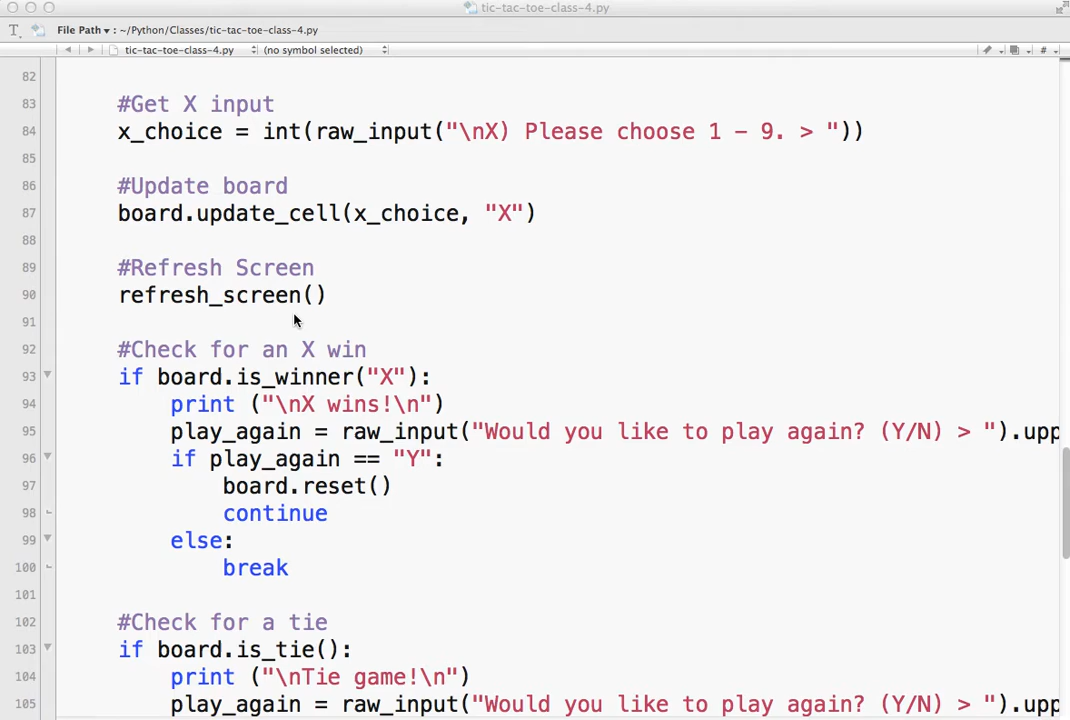 tic-tac-toe-class-4.py
File Path ▾ : ~/Python/Classes/tic-tac-toe-class-4.py
tic-tac-toe-class-4.py (no symbol selected) #
82
83 #Get X input
84 x_choice = int(raw_input("\nX) Please choose 1 - 9. > "))
85
86 #Update board
87 board.update_cell(x_choice, "X")
88
89 #Refresh Screen
90 refresh_screen()
91
92 #Check for an X win
93 if board.is_winner("X"):
94 print ("\nX wins!\n")
95 play_again = raw_input("Would you like to play again? (Y/N) > ").upp
96 if play_again == "Y":
97 board.reset()
98 continue
99 else:
100 break
101
102 #Check for a tie
103 if board.is_tie():
104 print ("\nTie game!\n")
105 play_again = raw_input("Would you like to play again? (Y/N) > ").upp